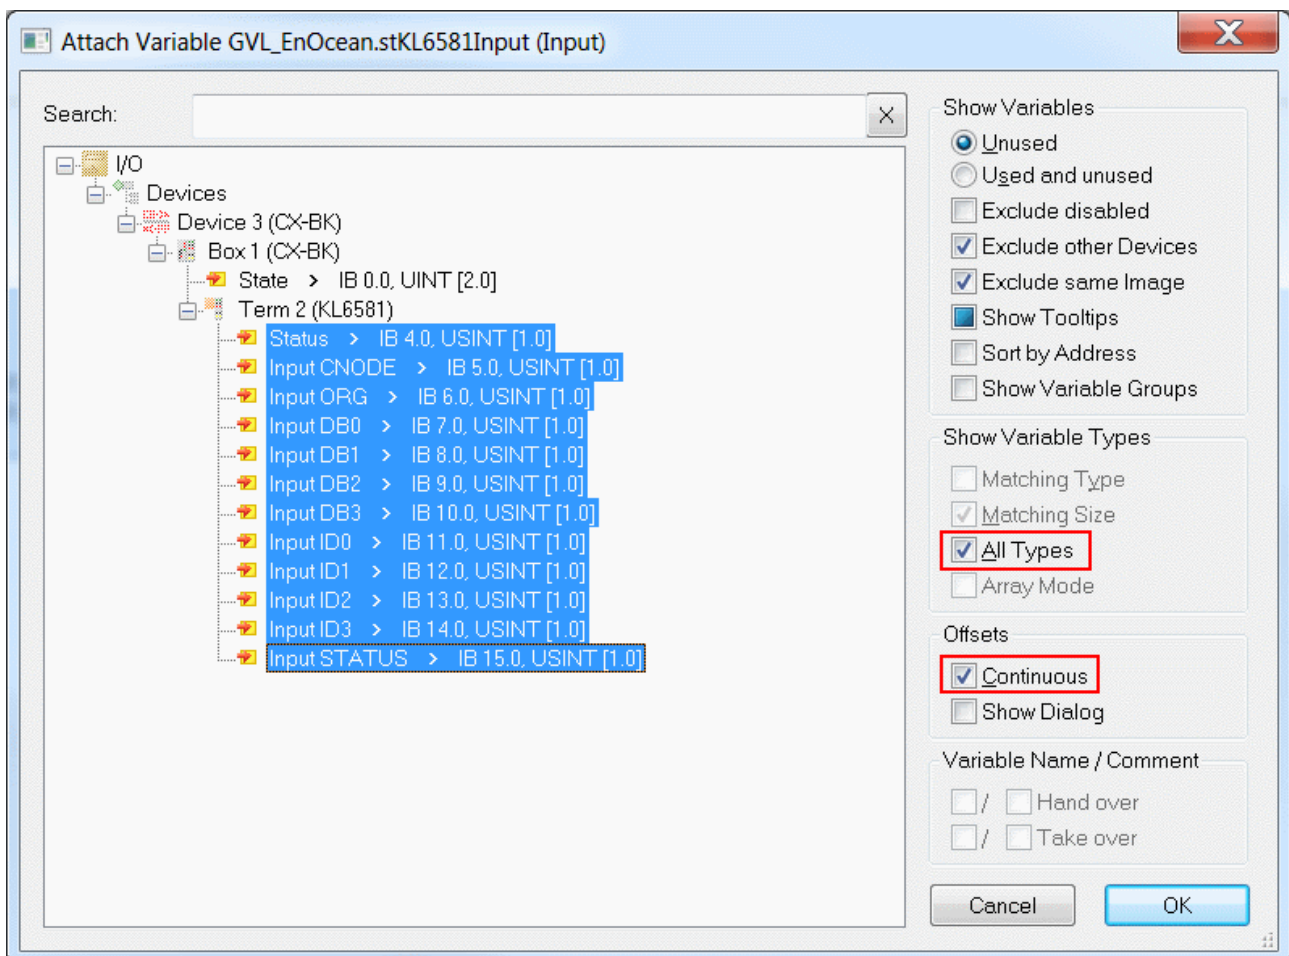 Attach Variable GVL_EnOcean.stKL6581Input (Input)
X
Search:
X
I/O
Devices
Device 3 (CX-BK)
Box 1 (CX-BK)
State > IB 0.0, UINT [2.0]
Term 2 (KL6581)
Status > IB 4.0, USINT [1.0]
Input CNODE > IB 5.0, USINT [1.0]
Input ORG > IB 6.0, USINT [1.0]
Input DB0 > IB 7.0, USINT [1.0]
Input DB1 > IB 8.0, USINT [1.0]
Input DB2 > IB 9.0, USINT [1.0]
Input DB3 > IB 10.0, USINT [1.0]
Input ID0 > IB 11.0, USINT [1.0]
Input ID1 > IB 12.0, USINT [1.0]
Input ID2 > IB 13.0, USINT [1.0]
Input ID3 > IB 14.0, USINT [1.0]
Input STATUS > IB 15.0, USINT [1.0]
Show Variables
Unused
Used and unused
Exclude disabled
Exclude other Devices
Exclude same Image
Show Tooltips
Sort by Address
Show Variable Groups
Show Variable Types
Matching Type
Matching Size
All Types
Array Mode
Offsets
Continuous
Show Dialog
Variable Name / Comment
/ Hand over
/ Take over
Cancel
OK